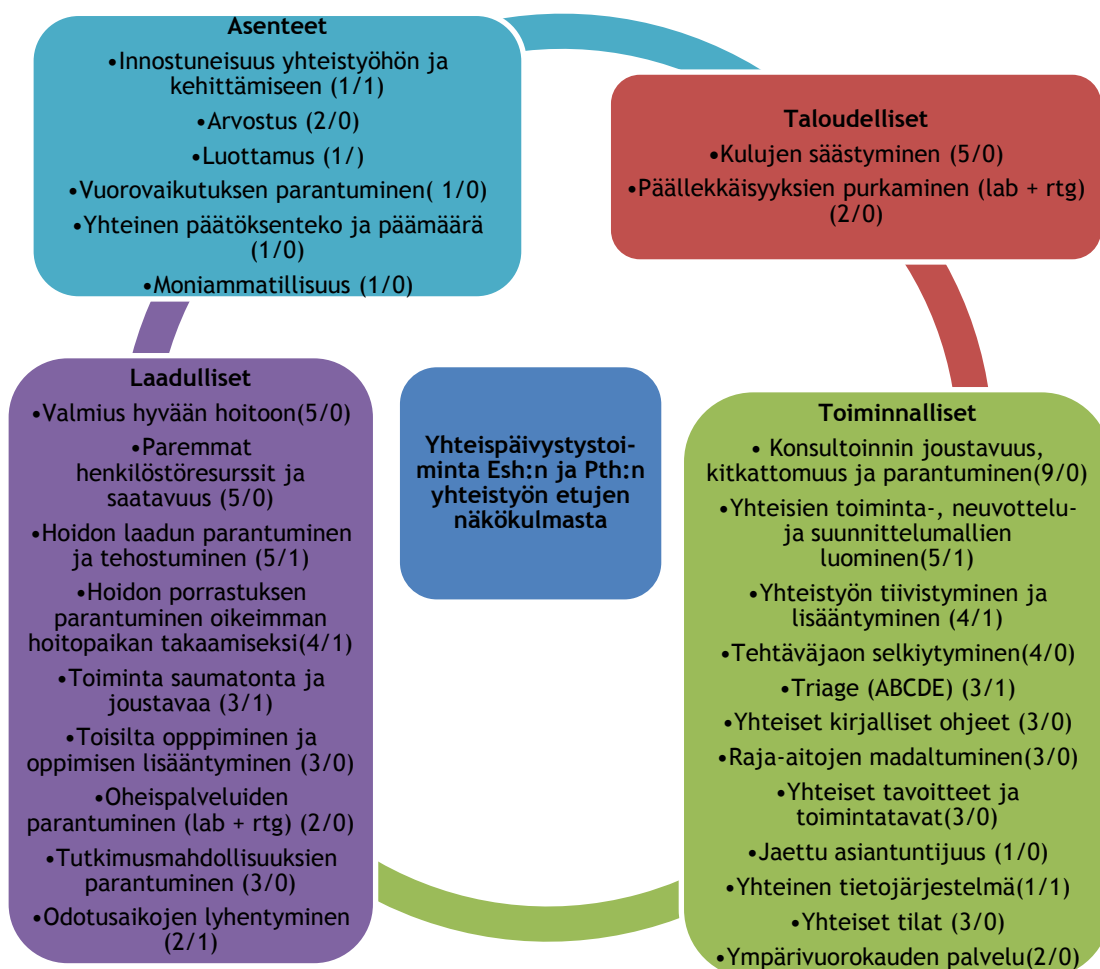 Asenteet
•Innostuneisuus yhteistyöhön ja
kehittämiseen (1/1)
•Arvostus (2/0)
•Luottamus (1/)
•Vuorovaikutuksen parantuminen( 1/0)
•Yhteinen päätöksenteko ja päämäärä
(1/0)
•Moniammatillisuus (1/0)
Taloudelliset
•Kulujen säästyminen (5/0)
•Päällekkäisyyksien purkaminen (lab + rtg)
(2/0)
Laadulliset
•Valmius hyvään hoitoon(5/0)
•Paremmat
henkilöstöresurssit ja
saatavuus (5/0)
•Hoidon laadun parantuminen
ja tehostuminen (5/1)
•Hoidon porrastuksen
parantuminen oikeimman
hoitopaikan takaamiseksi(4/1)
•Toiminta saumatonta ja
joustavaa (3/1)
•Toisilta opppiminen ja
oppimisen lisääntyminen (3/0)
•Oheispalveluiden
parantuminen (lab + rtg) (2/0)
•Tutkimusmahdollisuuksien
parantuminen (3/0)
•Odotusaikojen lyhentyminen
(2/1)
Yhteispäivystystoi-
minta Esh:n ja Pth:n
yhteistyön etujen
näkökulmasta
Toiminnalliset
• Konsultoinnin joustavuus,
kitkattomuus ja parantuminen(9/0)
•Yhteisien toiminta-, neuvottelu-
ja suunnittelumallien
luominen(5/1)
•Yhteistyön tiivistyminen ja
lisääntyminen (4/1)
•Tehtäväjaon selkiytyminen(4/0)
•Triage (ABCDE) (3/1)
•Yhteiset kirjalliset ohjeet (3/0)
•Raja-aitojen madaltuminen(3/0)
•Yhteiset tavoitteet ja
toimintatavat(3/0)
•Jaettu asiantuntijuus (1/0)
•Yhteinen tietojärjestelmä(1/1)
•Yhteiset tilat (3/0)
•Ympärivuorokauden palvelu(2/0)